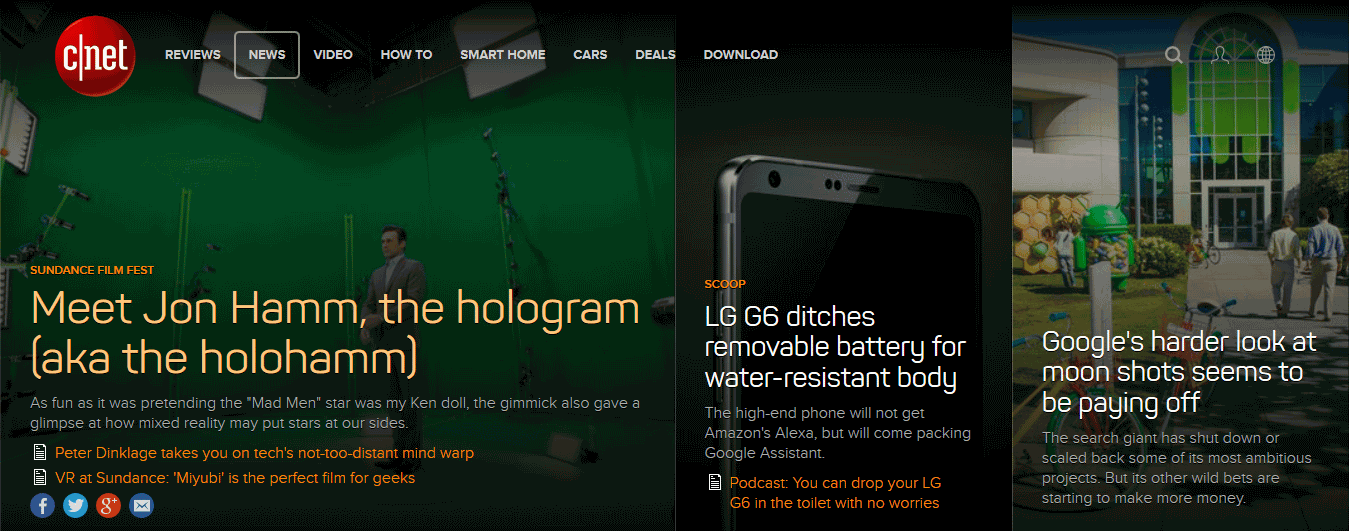 c|net
REVIEWS NEWS VIDEO HOW TO SMART HOME CARS DEALS DOWNLOAD
SUNDANCE FILM FEST
Meet Jon Hamm, the hologram
(aka the holohamm)
As fun as it was pretending the "Mad Men" star was my Ken doll, the gimmick also gave a
glimpse at how mixed reality may put stars at our sides.
Peter Dinklage takes you on tech's not-too-distant mind warp
VR at Sundance: 'Miyubi' is the perfect film for geeks
SCOOP
LG G6 ditches
removable battery for
water-resistant body
The high-end phone will not get
Amazon's Alexa, but will come packing
Google Assistant.
Podcast: You can drop your LG
G6 in the toilet with no worries
Google's harder look at
moon shots seems to
be paying off
The search giant has shut down or
scaled back some of its most ambitious
projects. But its other wild bets are
starting to make more money.